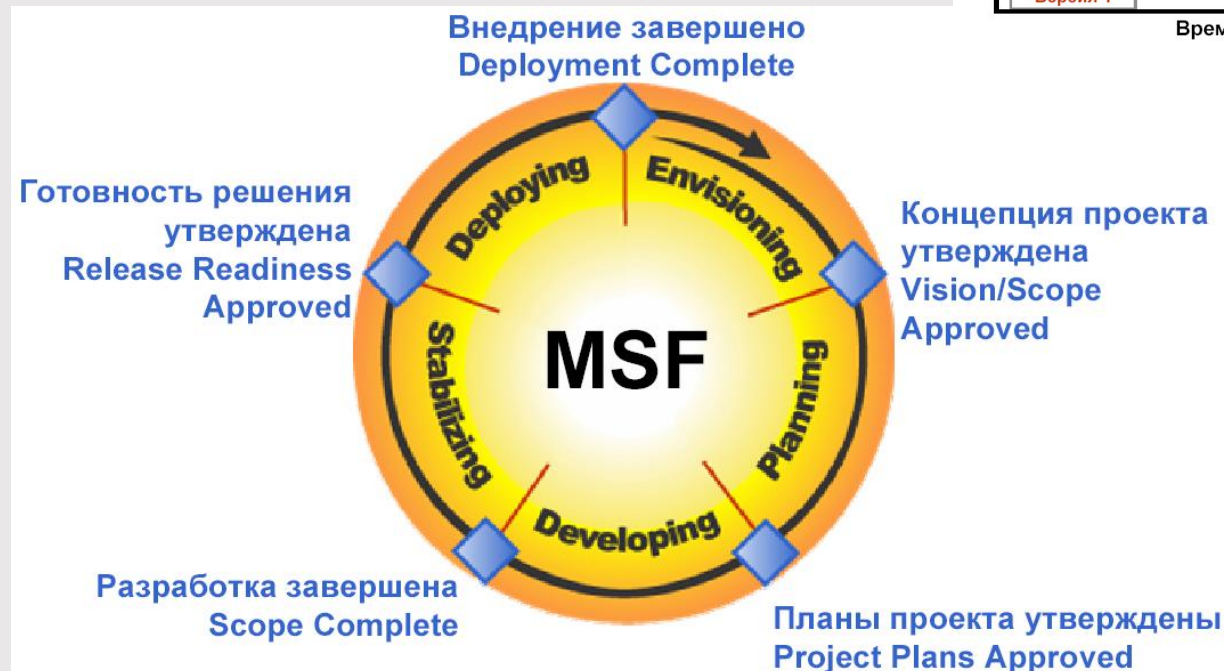 Внедрение завершено
Deployment Complete
Готовность решения
утверждена
Release Readiness
Approved
Deploying
Envisioning
Концепция проекта
утверждена
Vision/Scope
Approved
MSF
Stabilizing
Planning
Developing
Разработка завершена
Scope Complete
Планы проекта утверждены
Project Plans Approved